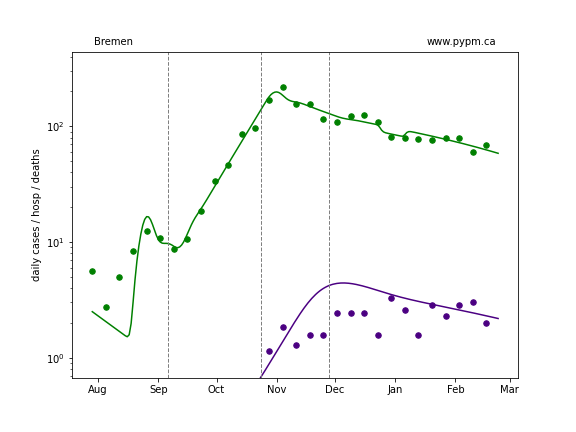 Bremen
www.pypm.ca
daily cases / hosp / deaths
10²
10¹
10⁰
Aug Sep Oct Nov Dec Jan Feb Mar